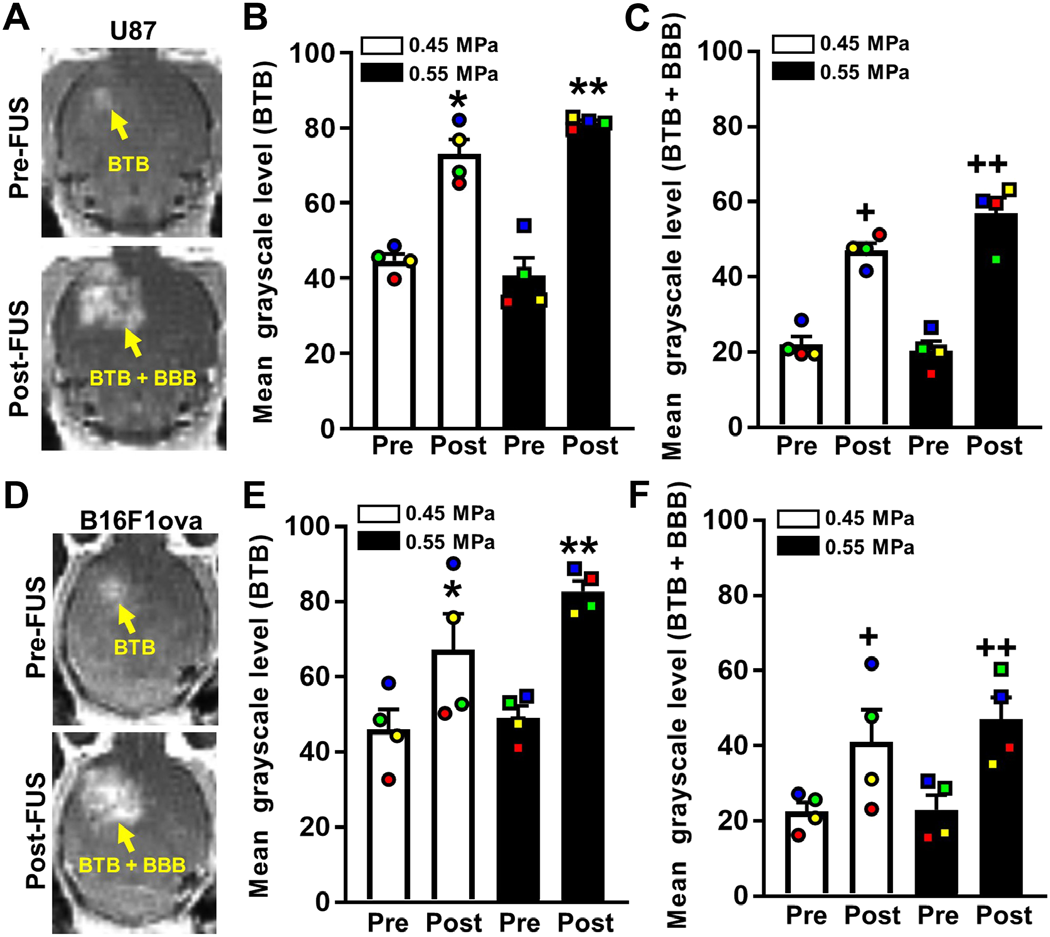 A
U87
Pre-FUS
BTB
Post-FUS
BTB + BBB
B
Mean grayscale level (BTB)
0.45 MPa
0.55 MPa
100
80
60
40
20
0
*
**
Pre Post Pre Post
C
Mean grayscale level (BTB + BBB)
0.45 MPa
0.55 MPa
100
80
60
40
20
0
+
++
Pre Post Pre Post
D
B16F1ova
Pre-FUS
BTB
Post-FUS
BTB + BBB
E
Mean grayscale level (BTB)
0.45 MPa
0.55 MPa
100
80
60
40
20
0
*
**
Pre Post Pre Post
F
Mean grayscale level (BTB + BBB)
0.45 MPa
0.55 MPa
100
80
60
40
20
0
+
++
Pre Post Pre Post